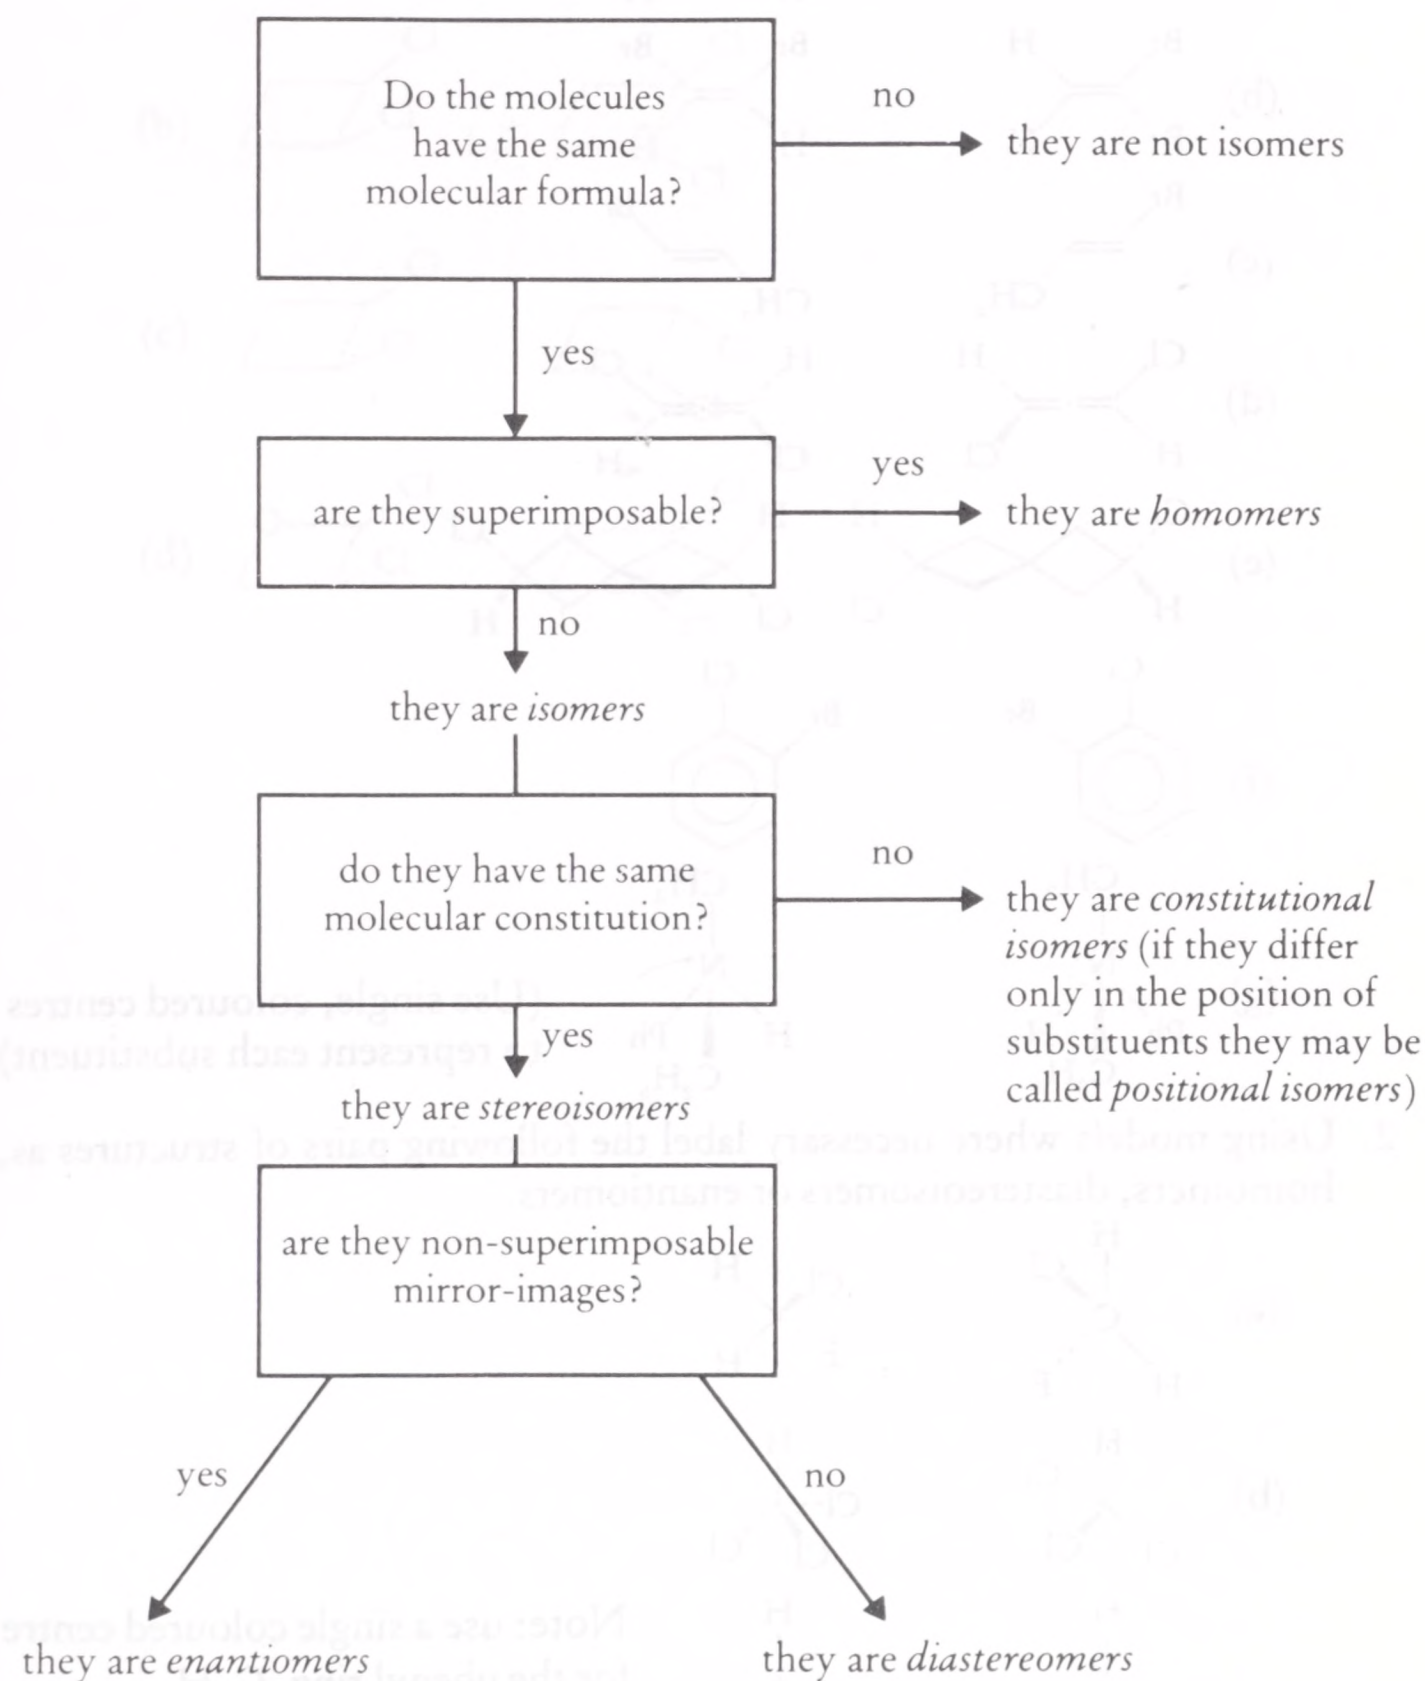 Do the molecules
have the same
molecular formula?
no
they are not isomers
yes
are they superimposable?
yes
they are homomers
no
they are isomers
do they have the same
molecular constitution?
no
they are constitutional
isomers (if they differ
only in the position of
substituents they may be
called positional isomers)
yes
they are stereoisomers
are they non-superimposable
mirror-images?
yes
no
they are enantiomers
they are diastereomers